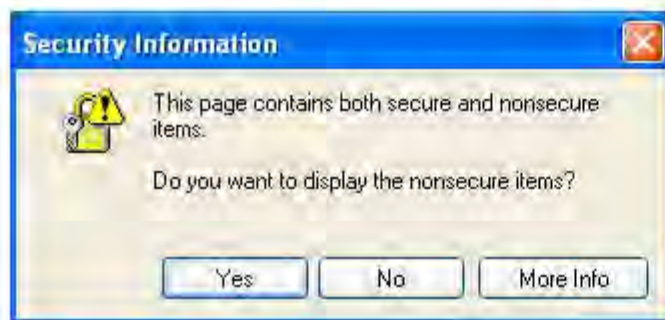 Security Information
This page contains both secure and nonsecure
items.
Do you want to display the nonsecure items?
Yes No More Info